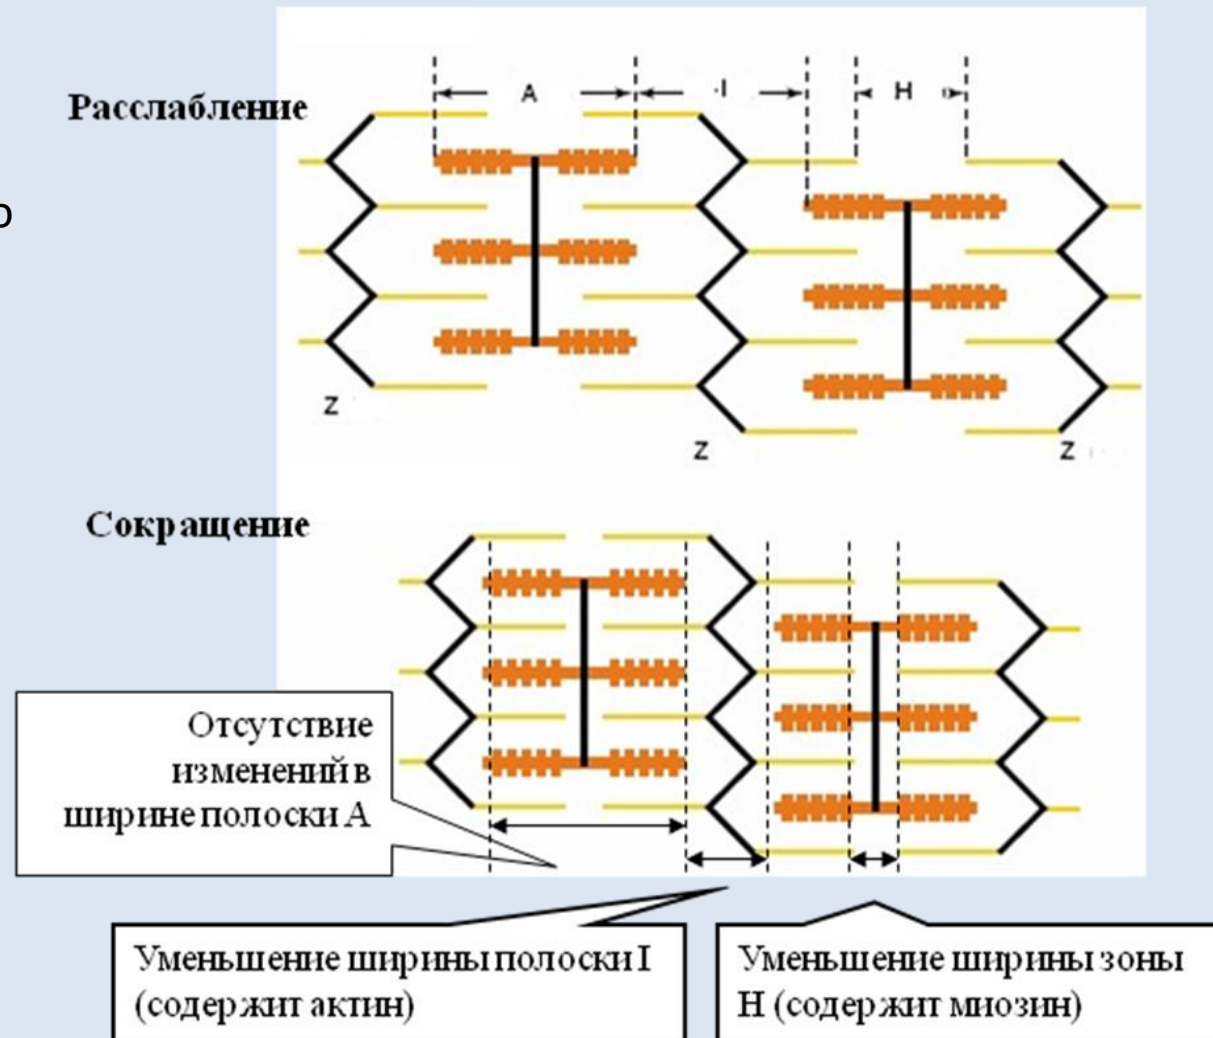 Расслабление
A
I
H
о
Z
Z
Z
Сокращение
Отсутствие
изменений в
ширине полоски А
Уменьшение ширины полоски I
(содержит актин)
Уменьшение ширины зоны
Н (содержит миозин)